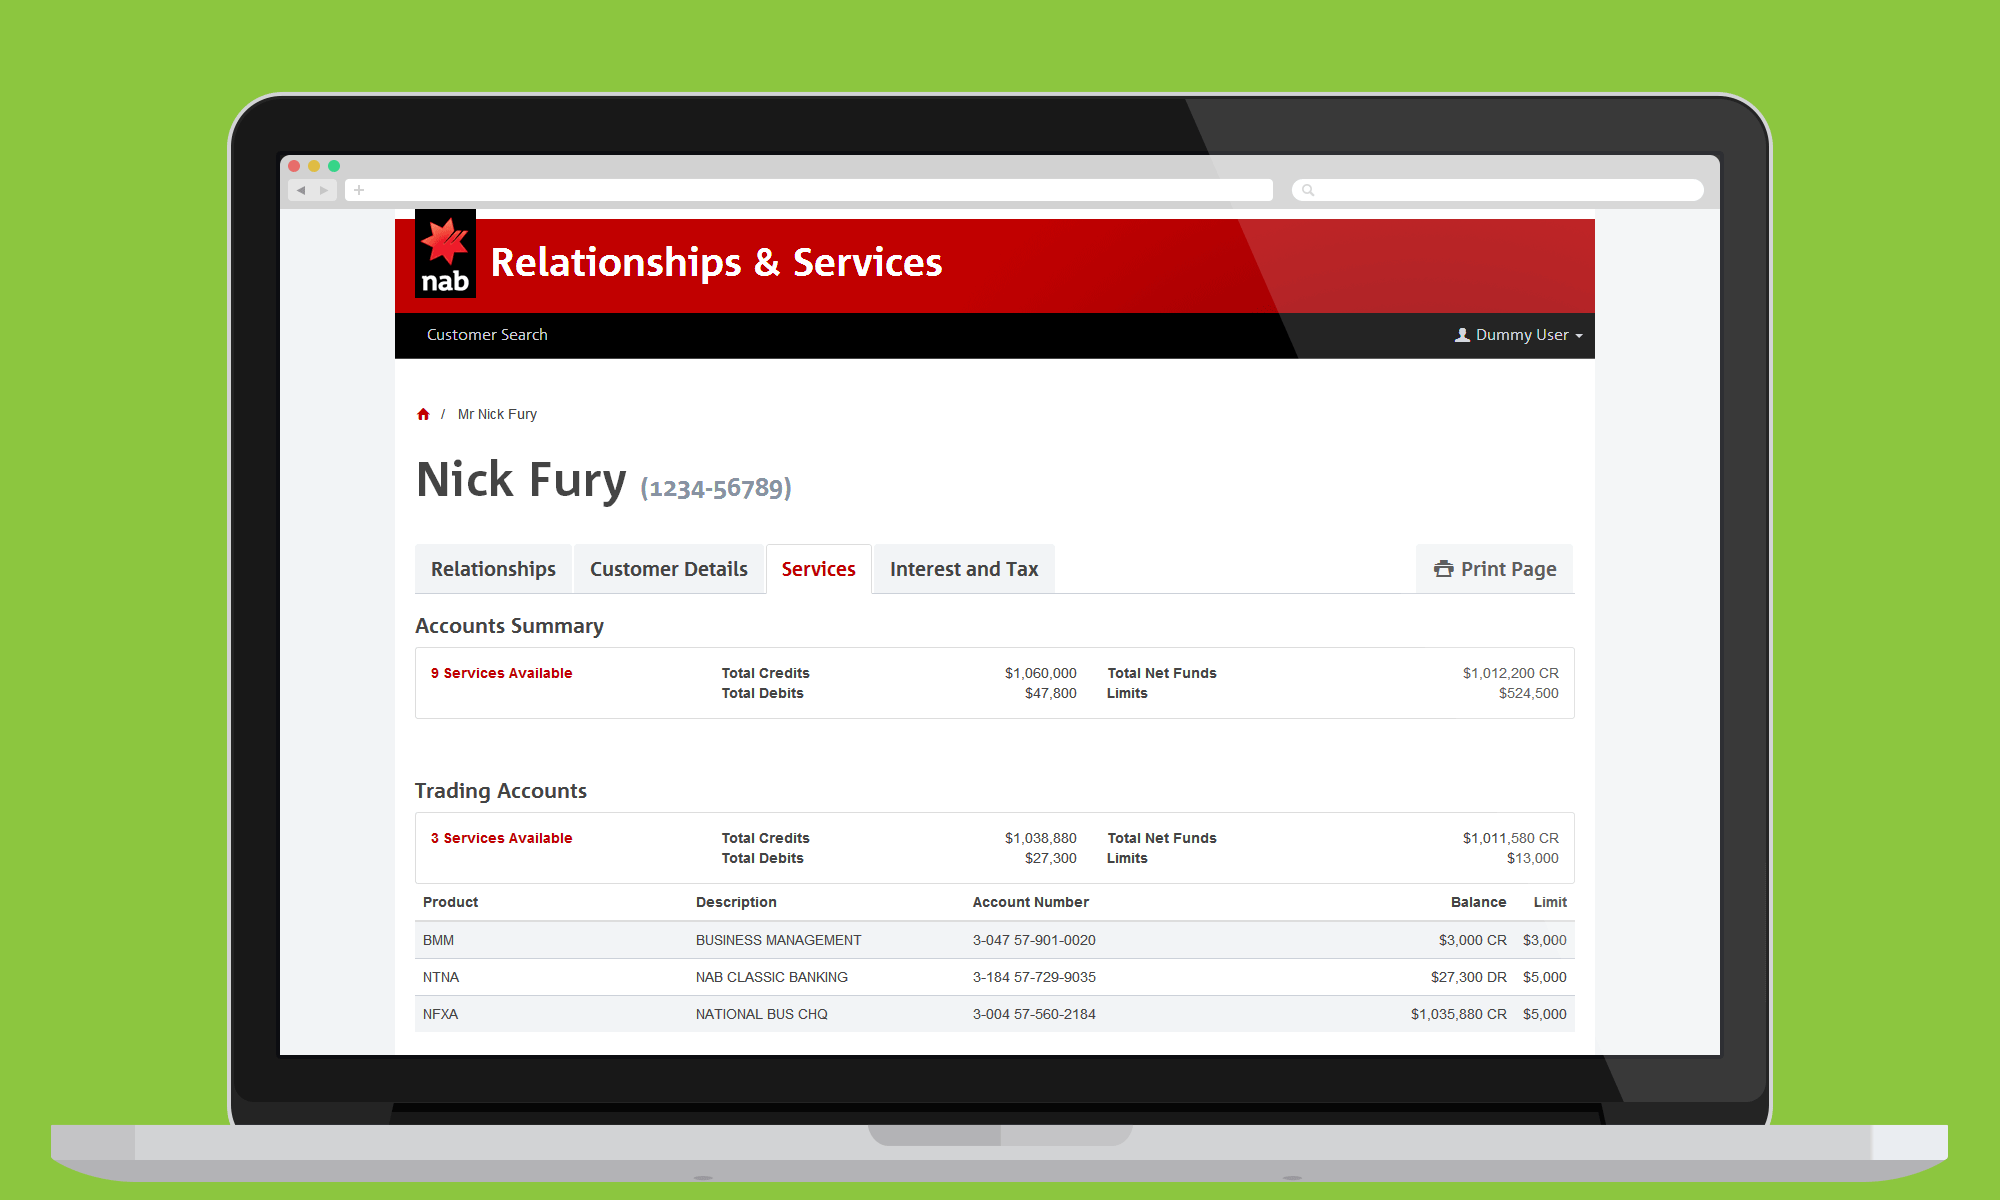 nab
Relationships & Services
Customer Search
Dummy User
/ Mr Nick Fury
Nick Fury (1234-56789)
Relationships Customer Details Services Interest and Tax Print Page
Accounts Summary
9 Services Available Total Credits $1,060,000 Total Net Funds $1,012,200 CR
Total Debits $47,800 Limits $524,500
Trading Accounts
3 Services Available Total Credits $1,038,880 Total Net Funds $1,011,580 CR
Total Debits $27,300 Limits $13,000
Product Description Account Number Balance Limit
BMM BUSINESS MANAGEMENT 3-047 57-901-0020 $3,000 CR $3,000
NTNA NAB CLASSIC BANKING 3-184 57-729-9035 $27,300 DR $5,000
NFXA NATIONAL BUS CHQ 3-004 57-560-2184 $1,035,880 CR $5,000